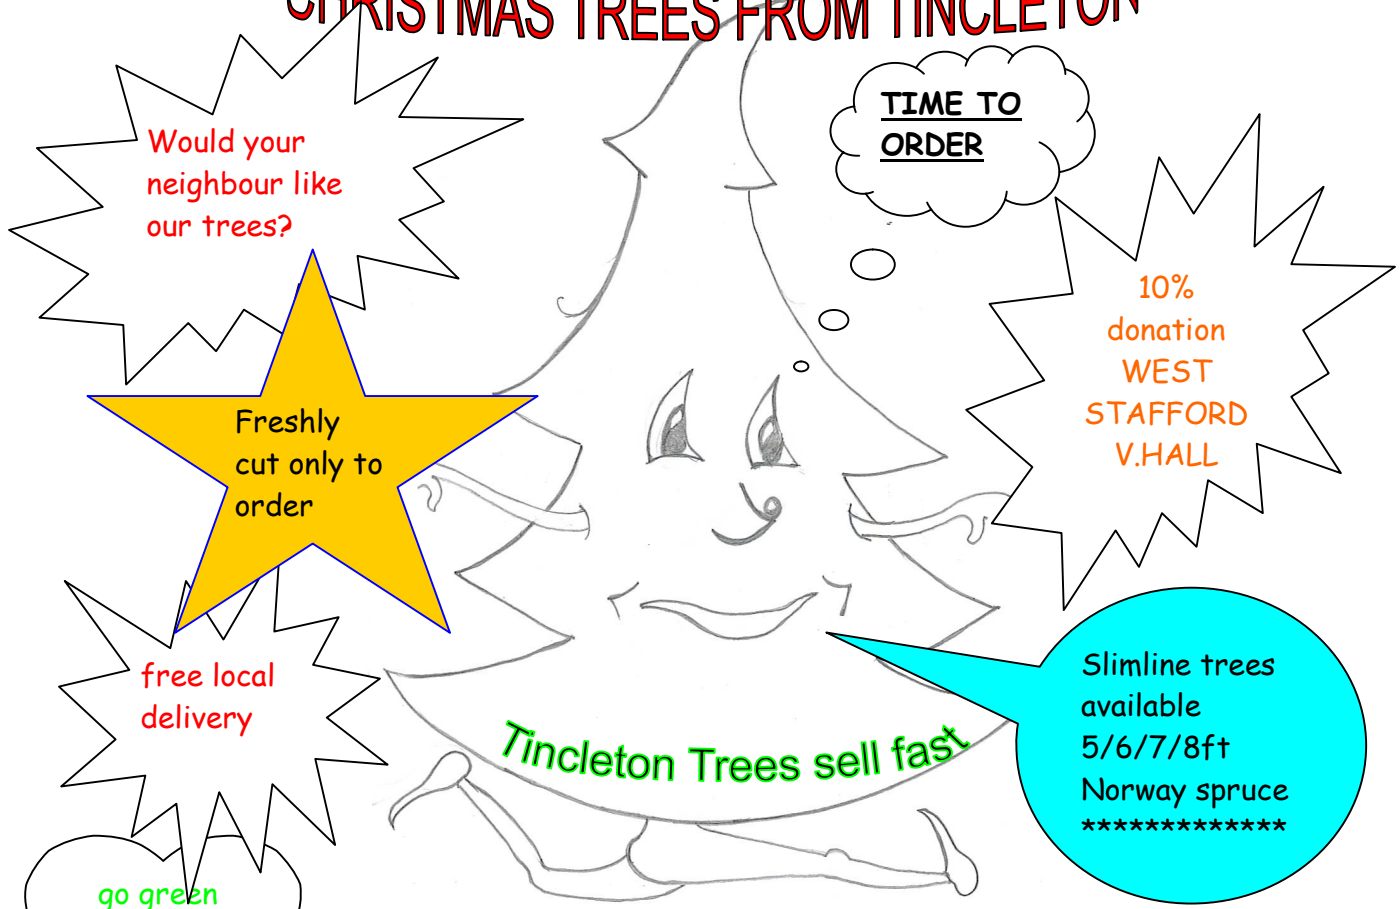 CHRISTMAS TREES FROM TINCLETON
Would your
neighbour like
our trees?
TIME TO
ORDER
10%
donation
WEST
STAFFORD
V.HALL
Freshly
cut only to
order
free local
delivery
Slimline trees
available
5/6/7/8ft
Norway spruce
*************
Tincleton Trees sell fast
go green